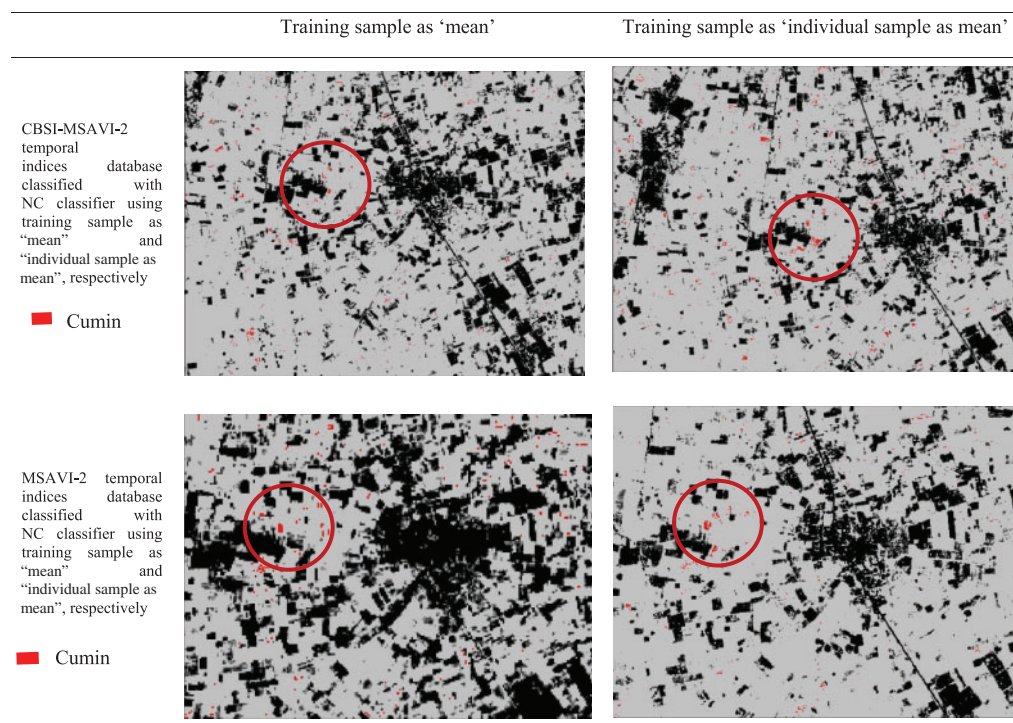 Training sample as ‘mean’
Training sample as ‘individual sample as mean’
CBSI-MSAVI-2
temporal
indices database
classified with
NC classifier using
training sample as
“mean” and
“individual sample as
mean”, respectively
Cumin
MSAVI-2 temporal
indices database
classified with
NC classifier using
training sample as
“mean” and
“individual sample as
mean”, respectively
Cumin